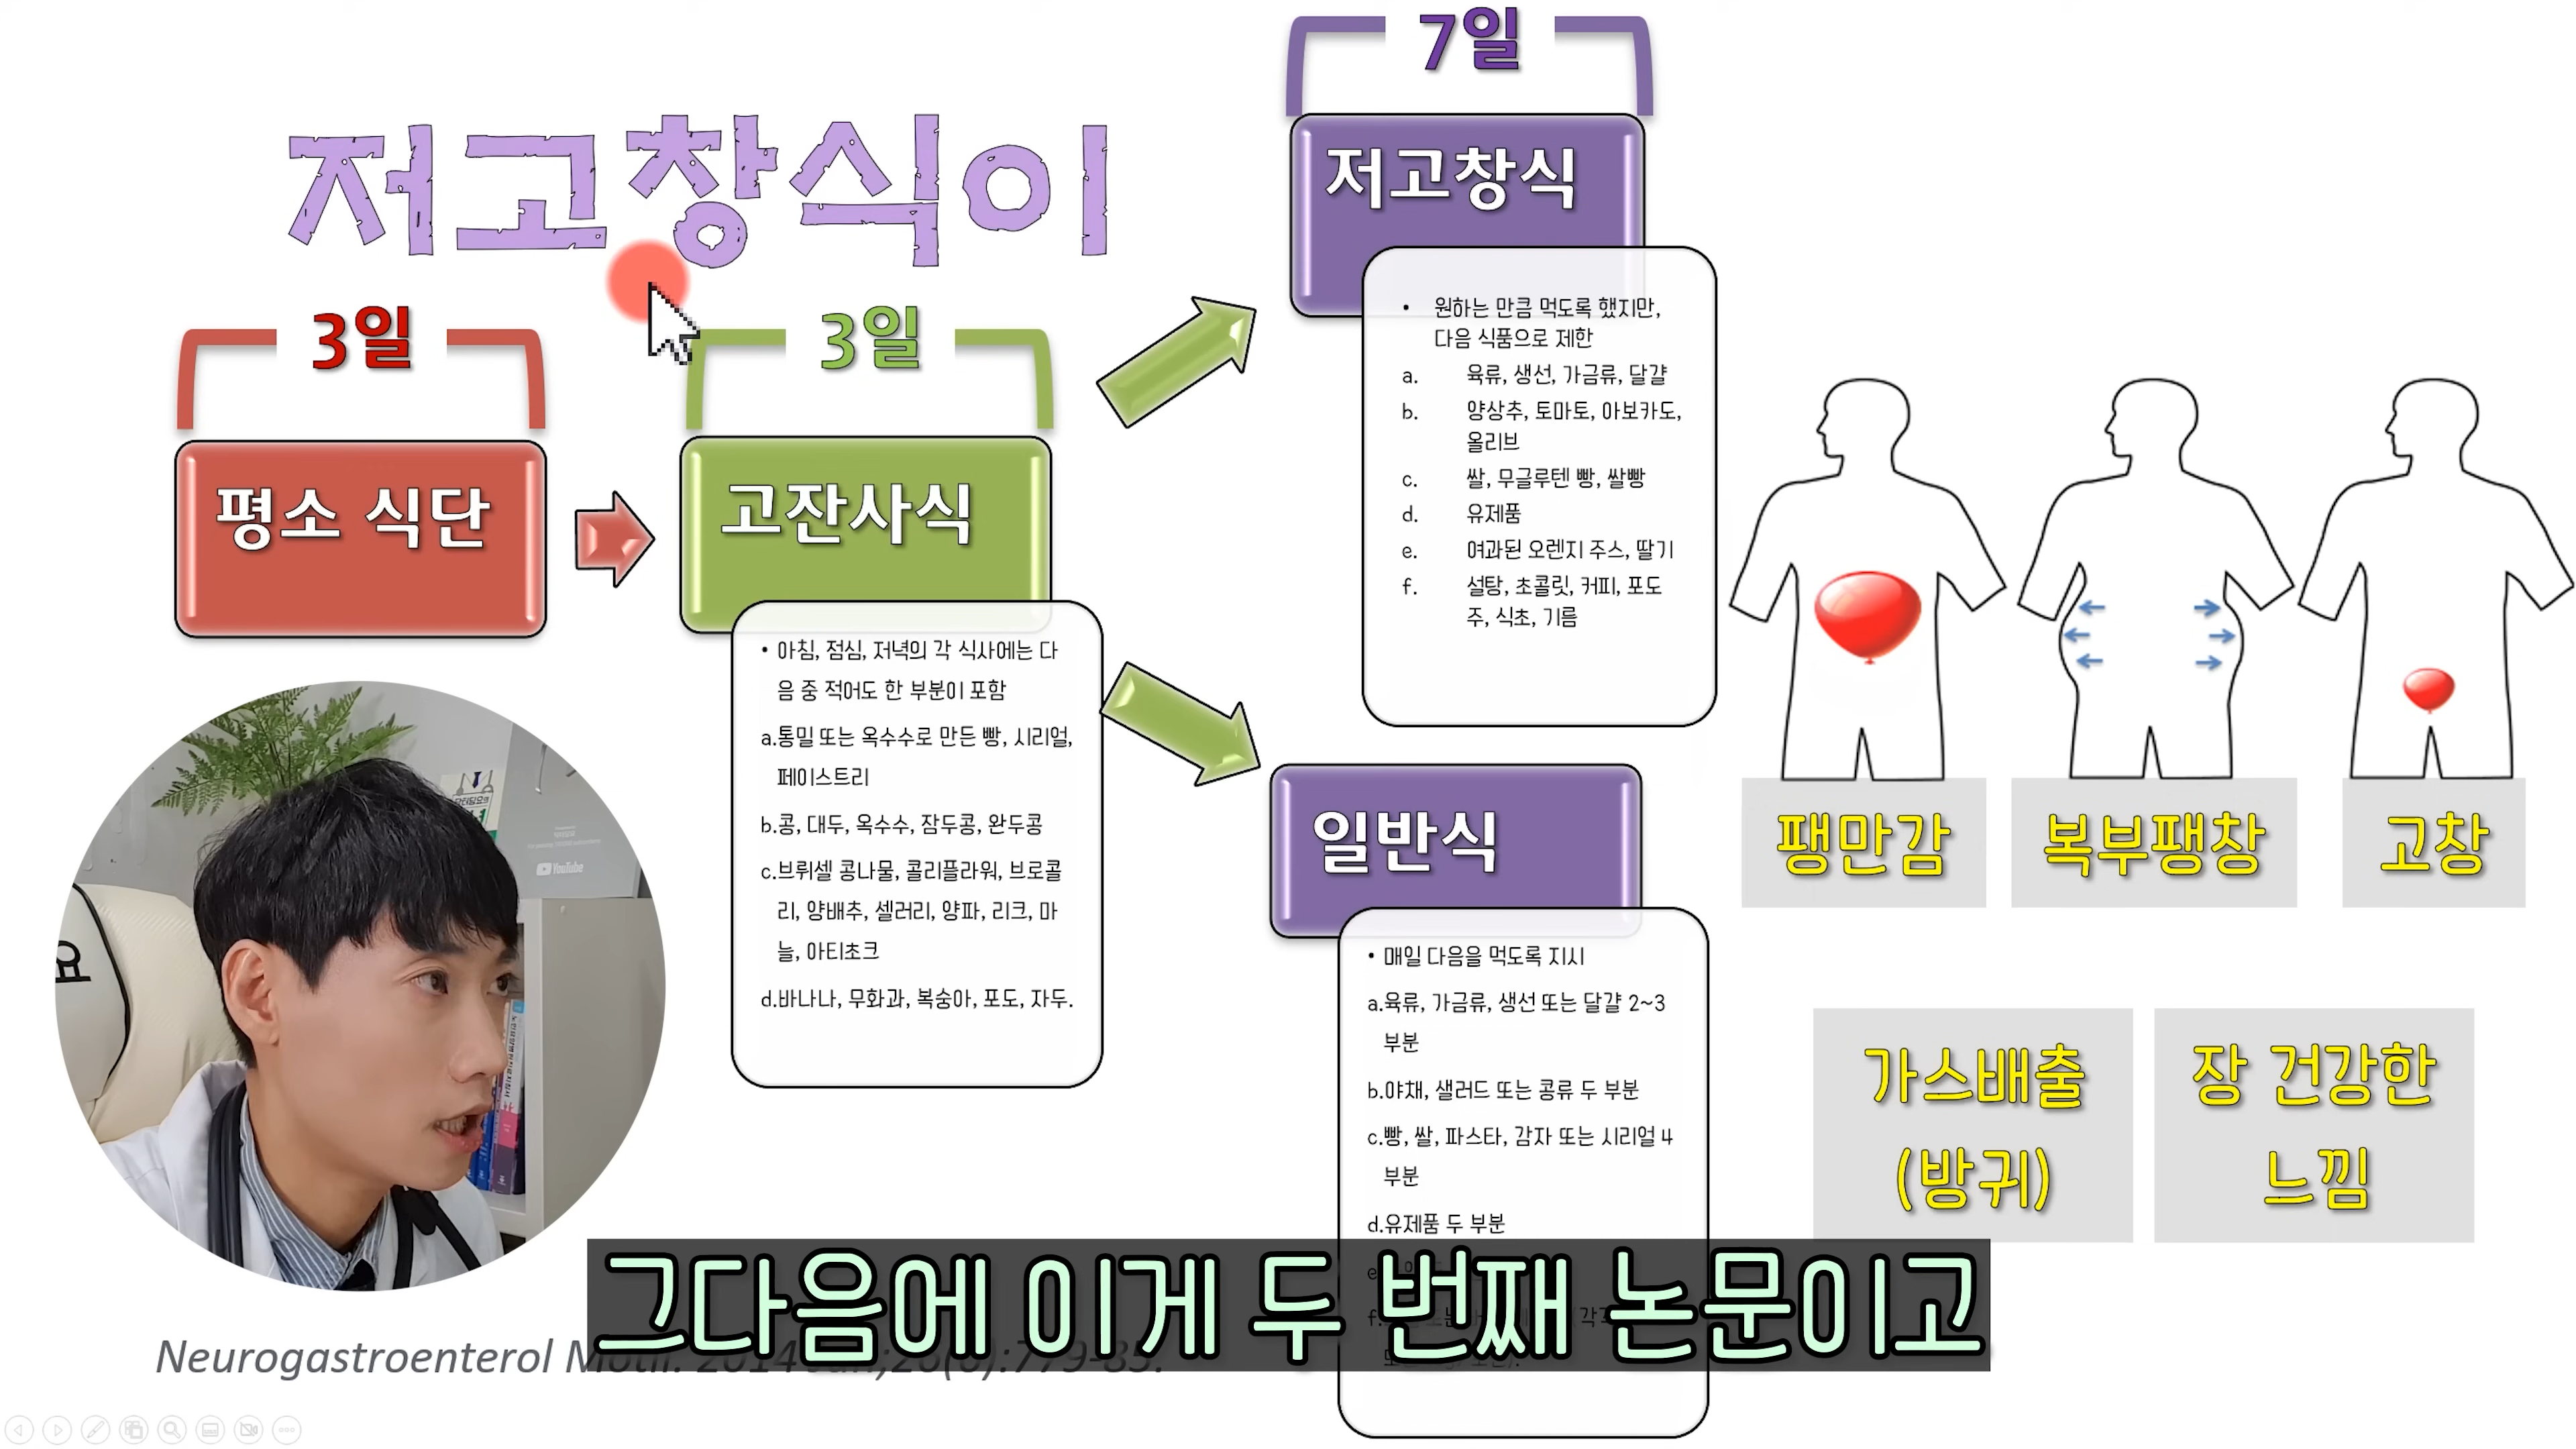 7일
저고창식이
저고창식
• 원하는 만큼 먹도록 했지만,
다음 식품으로 제한
a. 육류, 생선, 가금류, 달걀
b. 양상추, 토마토, 아보카도,
올리브
c. 쌀, 무글루텐 빵, 쌀빵
d. 유제품
e. 여과된 오렌지 주스, 딸기
f. 설탕, 초콜릿, 커피, 포도
주, 식초, 기름
3일
평소 식단
3일
고잔사식
• 아침, 점심, 저녁의 각 식사에는 다
음 중 적어도 한 부분이 포함
a.통밀 또는 옥수수로 만든 빵, 시리얼,
페이스트리
b.콩, 대두, 옥수수, 잠두콩, 완두콩
c.브뤼셀 콩나물, 콜리플라워, 브로콜
리, 양배추, 셀러리, 양파, 리크, 마
늘, 아티초크
d.바나나, 무화과, 복숭아, 포도, 자두.
일반식
• 매일 다음을 먹도록 지시
a.육류, 가금류, 생선 또는 달걀 2~3
부분
b.야채, 샐러드 또는 콩류 두 부분
c.빵, 쌀, 파스타, 감자 또는 시리얼 4
부분
d.유제품 두 부분
팽만감
복부팽창
고창
가스배출
(방귀)
장 건강한
느낌
YouTube
요
그다음에 이게 두 번째 논문이고
Neurogastroenterol